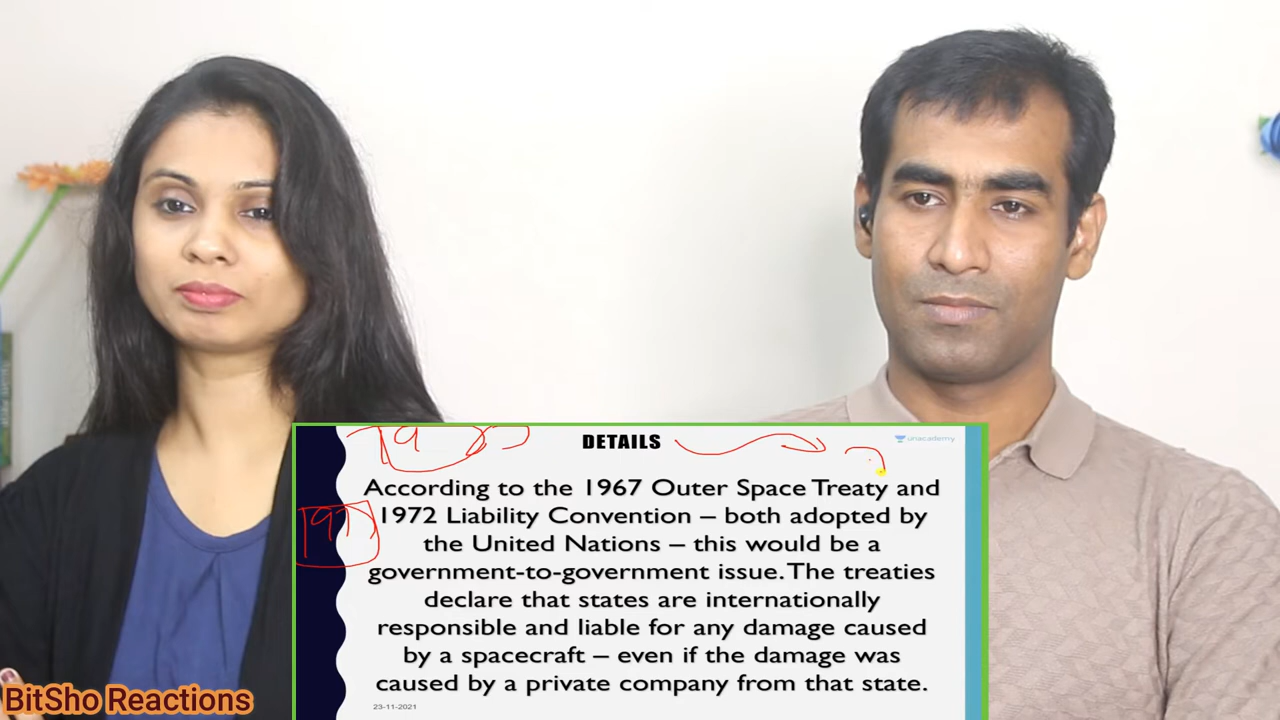 DETAILS
unacademy
According to the 1967 Outer Space Treaty and
1972 Liability Convention – both adopted by
the United Nations – this would be a
government-to-government issue. The treaties
declare that states are internationally
responsible and liable for any damage caused
by a spacecraft – even if the damage was
caused by a private company from that state.
23-11-2021
BitSho Reactions